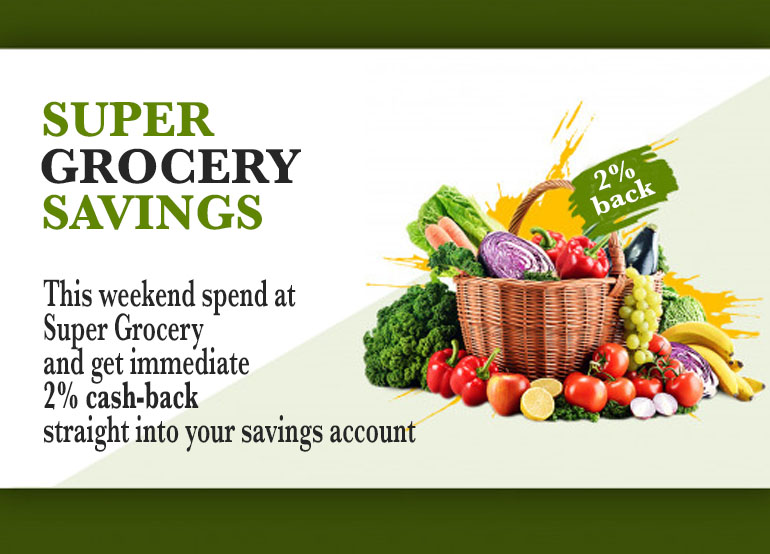 SUPER
GROCERY
SAVINGS
2%
back
This weekend spend at
Super Grocery
and get immediate
2% cash-back
straight into your savings account